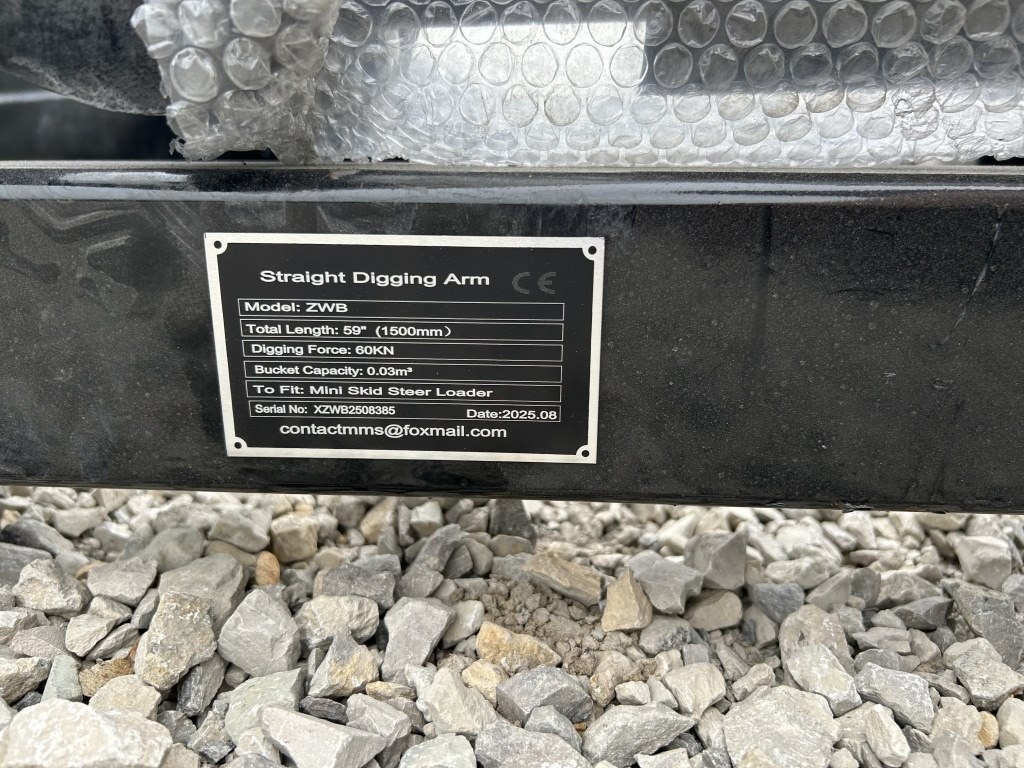 Straight Digging Arm CE
Model: ZWB
Total Length: 59" (1500mm)
Digging Force: 60KN
Bucket Capacity: 0.03m³
To Fit: Mini Skid Steer Loader
Serial No: XZWB2508385 Date:2025.08
contactmms@foxmail.com